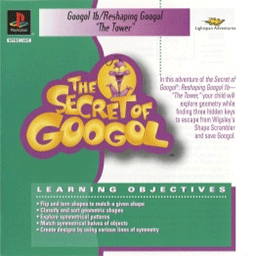 Googol 1b/Reshaping Googol
"The Tower"
PlayStation
Lightspan Adventures
THE
SECRET OF
GOOGOL
In this adventure of the Secret of
Googol: Reshaping Googol 1b—
"The Tower," your child will
explore geometry while
finding three hidden keys
to escape from Wigsley's
Shape Scrambler
and save Googol.
LEARNING OBJECTIVES
• Flip and turn shapes to match a given shape
• Classify and sort geometric shapes
• Explore symmetrical patterns
• Match symmetrical halves of objects
• Create designs by using various lines of symmetry